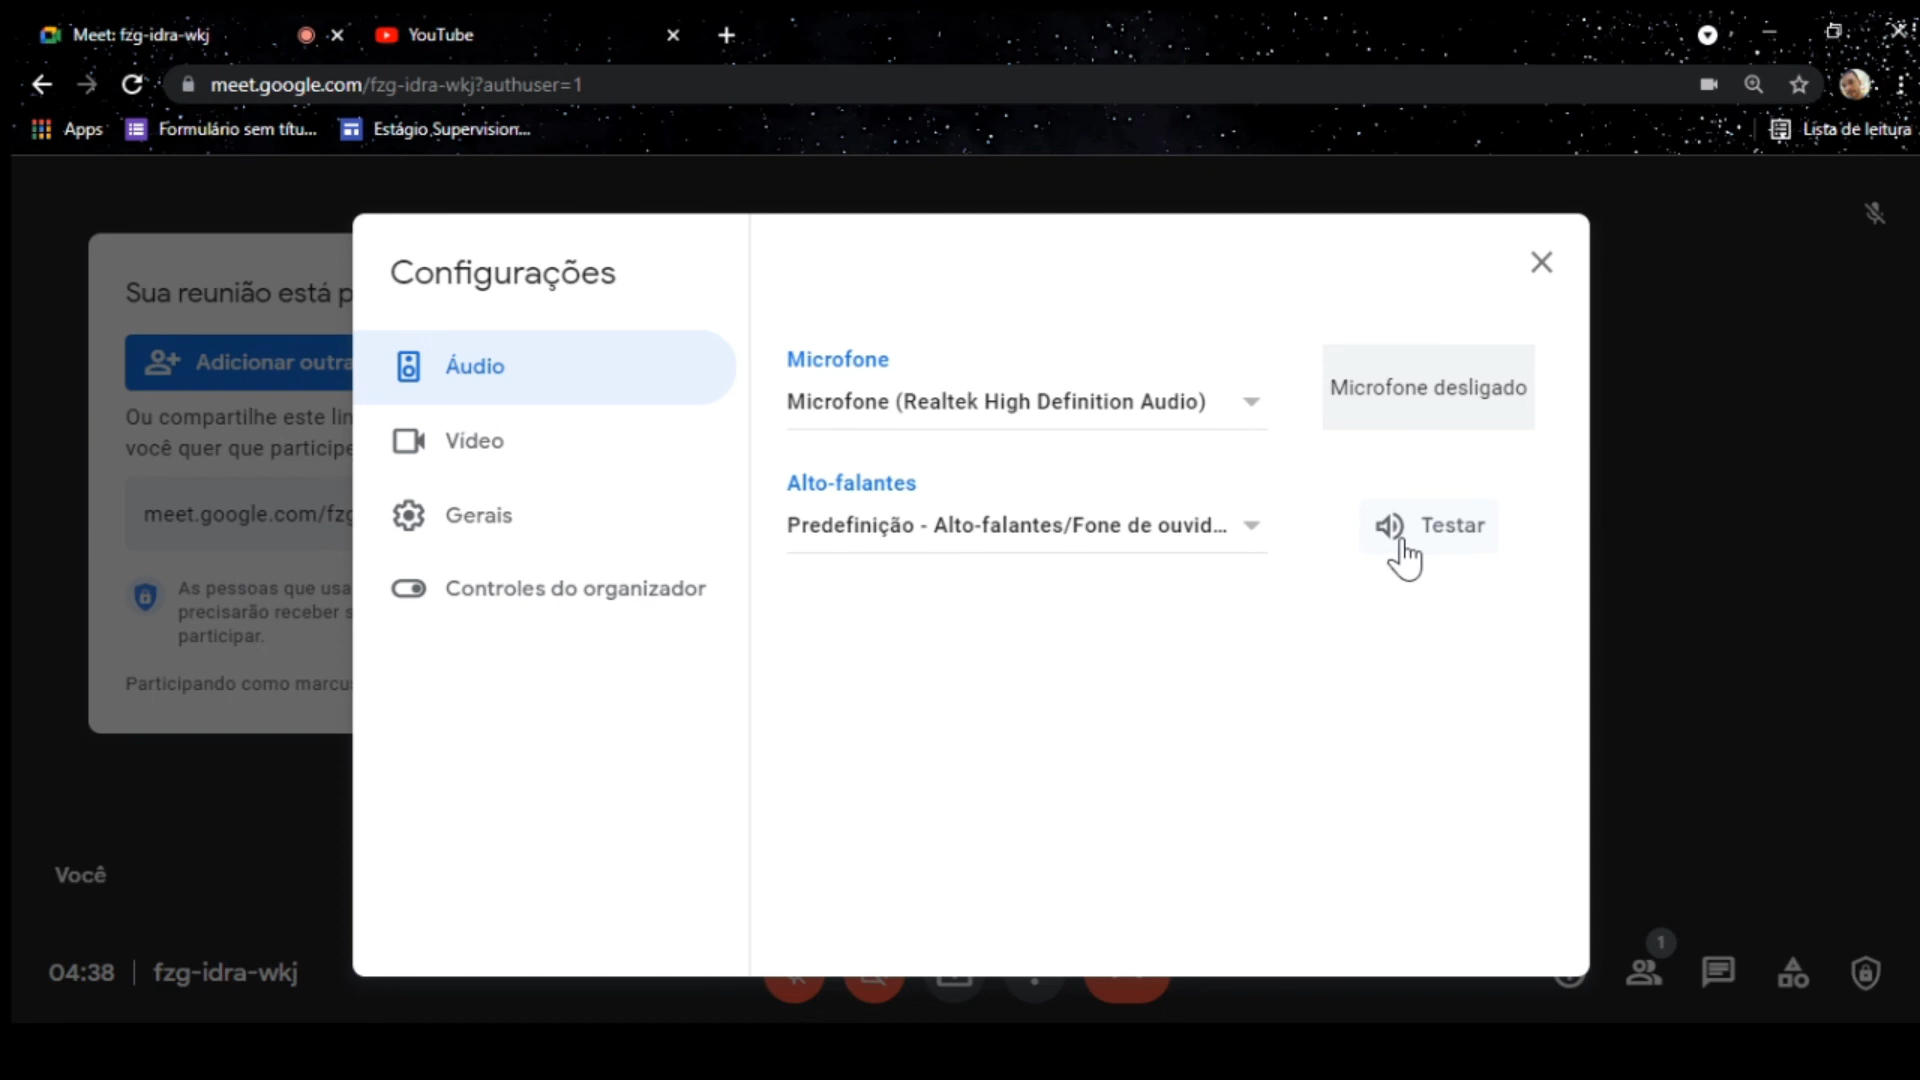 Meet: fzg-idra-wkj
YouTube
meet.google.com/fzg-idra-wkj?authuser=1
Apps
Formulário sem títu...
Estágio Supervision...
Lista de leitura
Sua reunião está p
Adicionar outra
Ou compartilhe este lin
você quer que participe
meet.google.com/fzg
As pessoas que usa
precisarão receber
participar.
Participando como marcu
Configurações
Áudio
Vídeo
Gerais
Controles do organizador
Microfone
Microfone (Realtek High Definition Audio)
Microfone desligado
Alto-falantes
Predefinição - Alto-falantes/Fone de ouvid...
Testar
Você
04:38 | fzg-idra-wkj
1